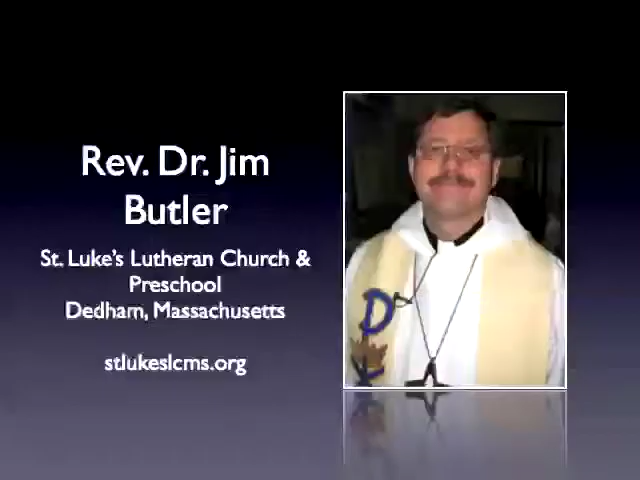 Rev. Dr. Jim
Butler
St. Luke's Lutheran Church &
Preschool
Dedham, Massachusetts
stlukeslcms.org